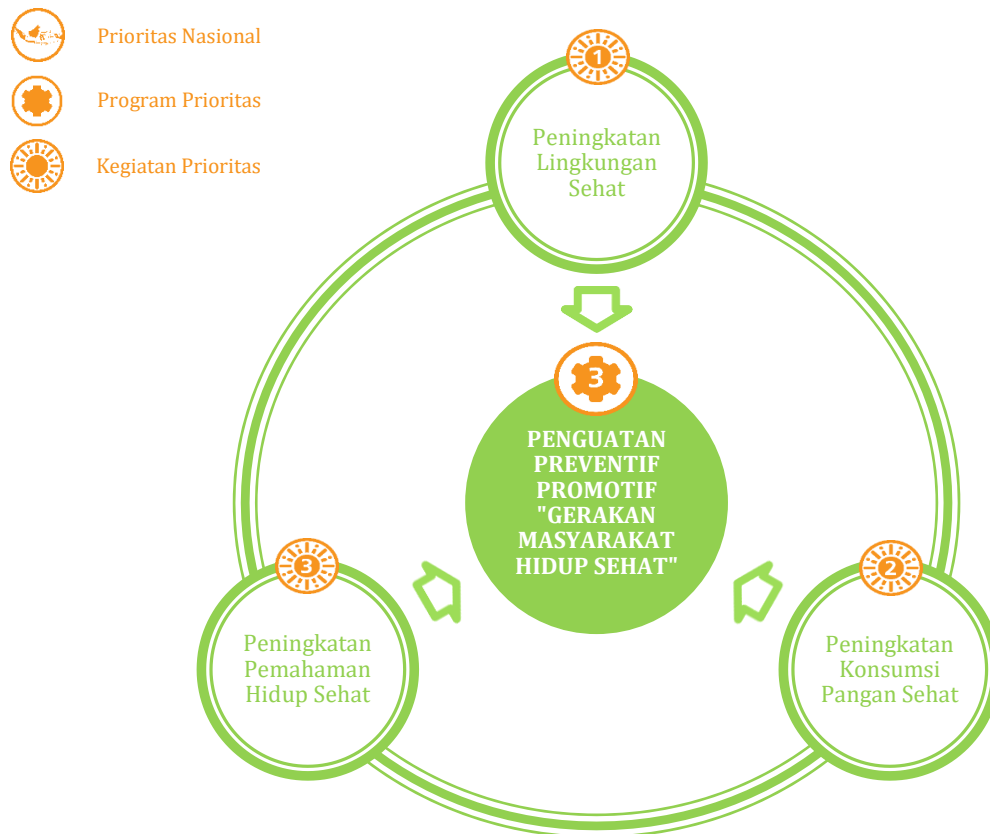 Prioritas Nasional
Program Prioritas
Kegiatan Prioritas
1
Peningkatan
Lingkungan
Sehat
3
PENGUATAN
PREVENTIF
PROMOTIF
"GERAKAN
MASYARAKAT
HIDUP SEHAT"
3
Peningkatan
Pemahaman
Hidup Sehat
2
Peningkatan
Konsumsi
Pangan Sehat